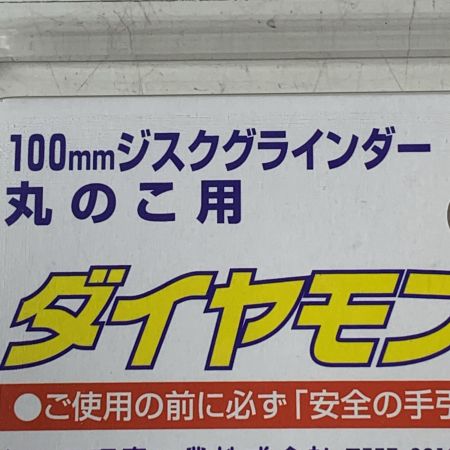 100mmジスクグラインダー
丸のこ用
ダイヤモン
●ご使用の前に必ず「安全の手引